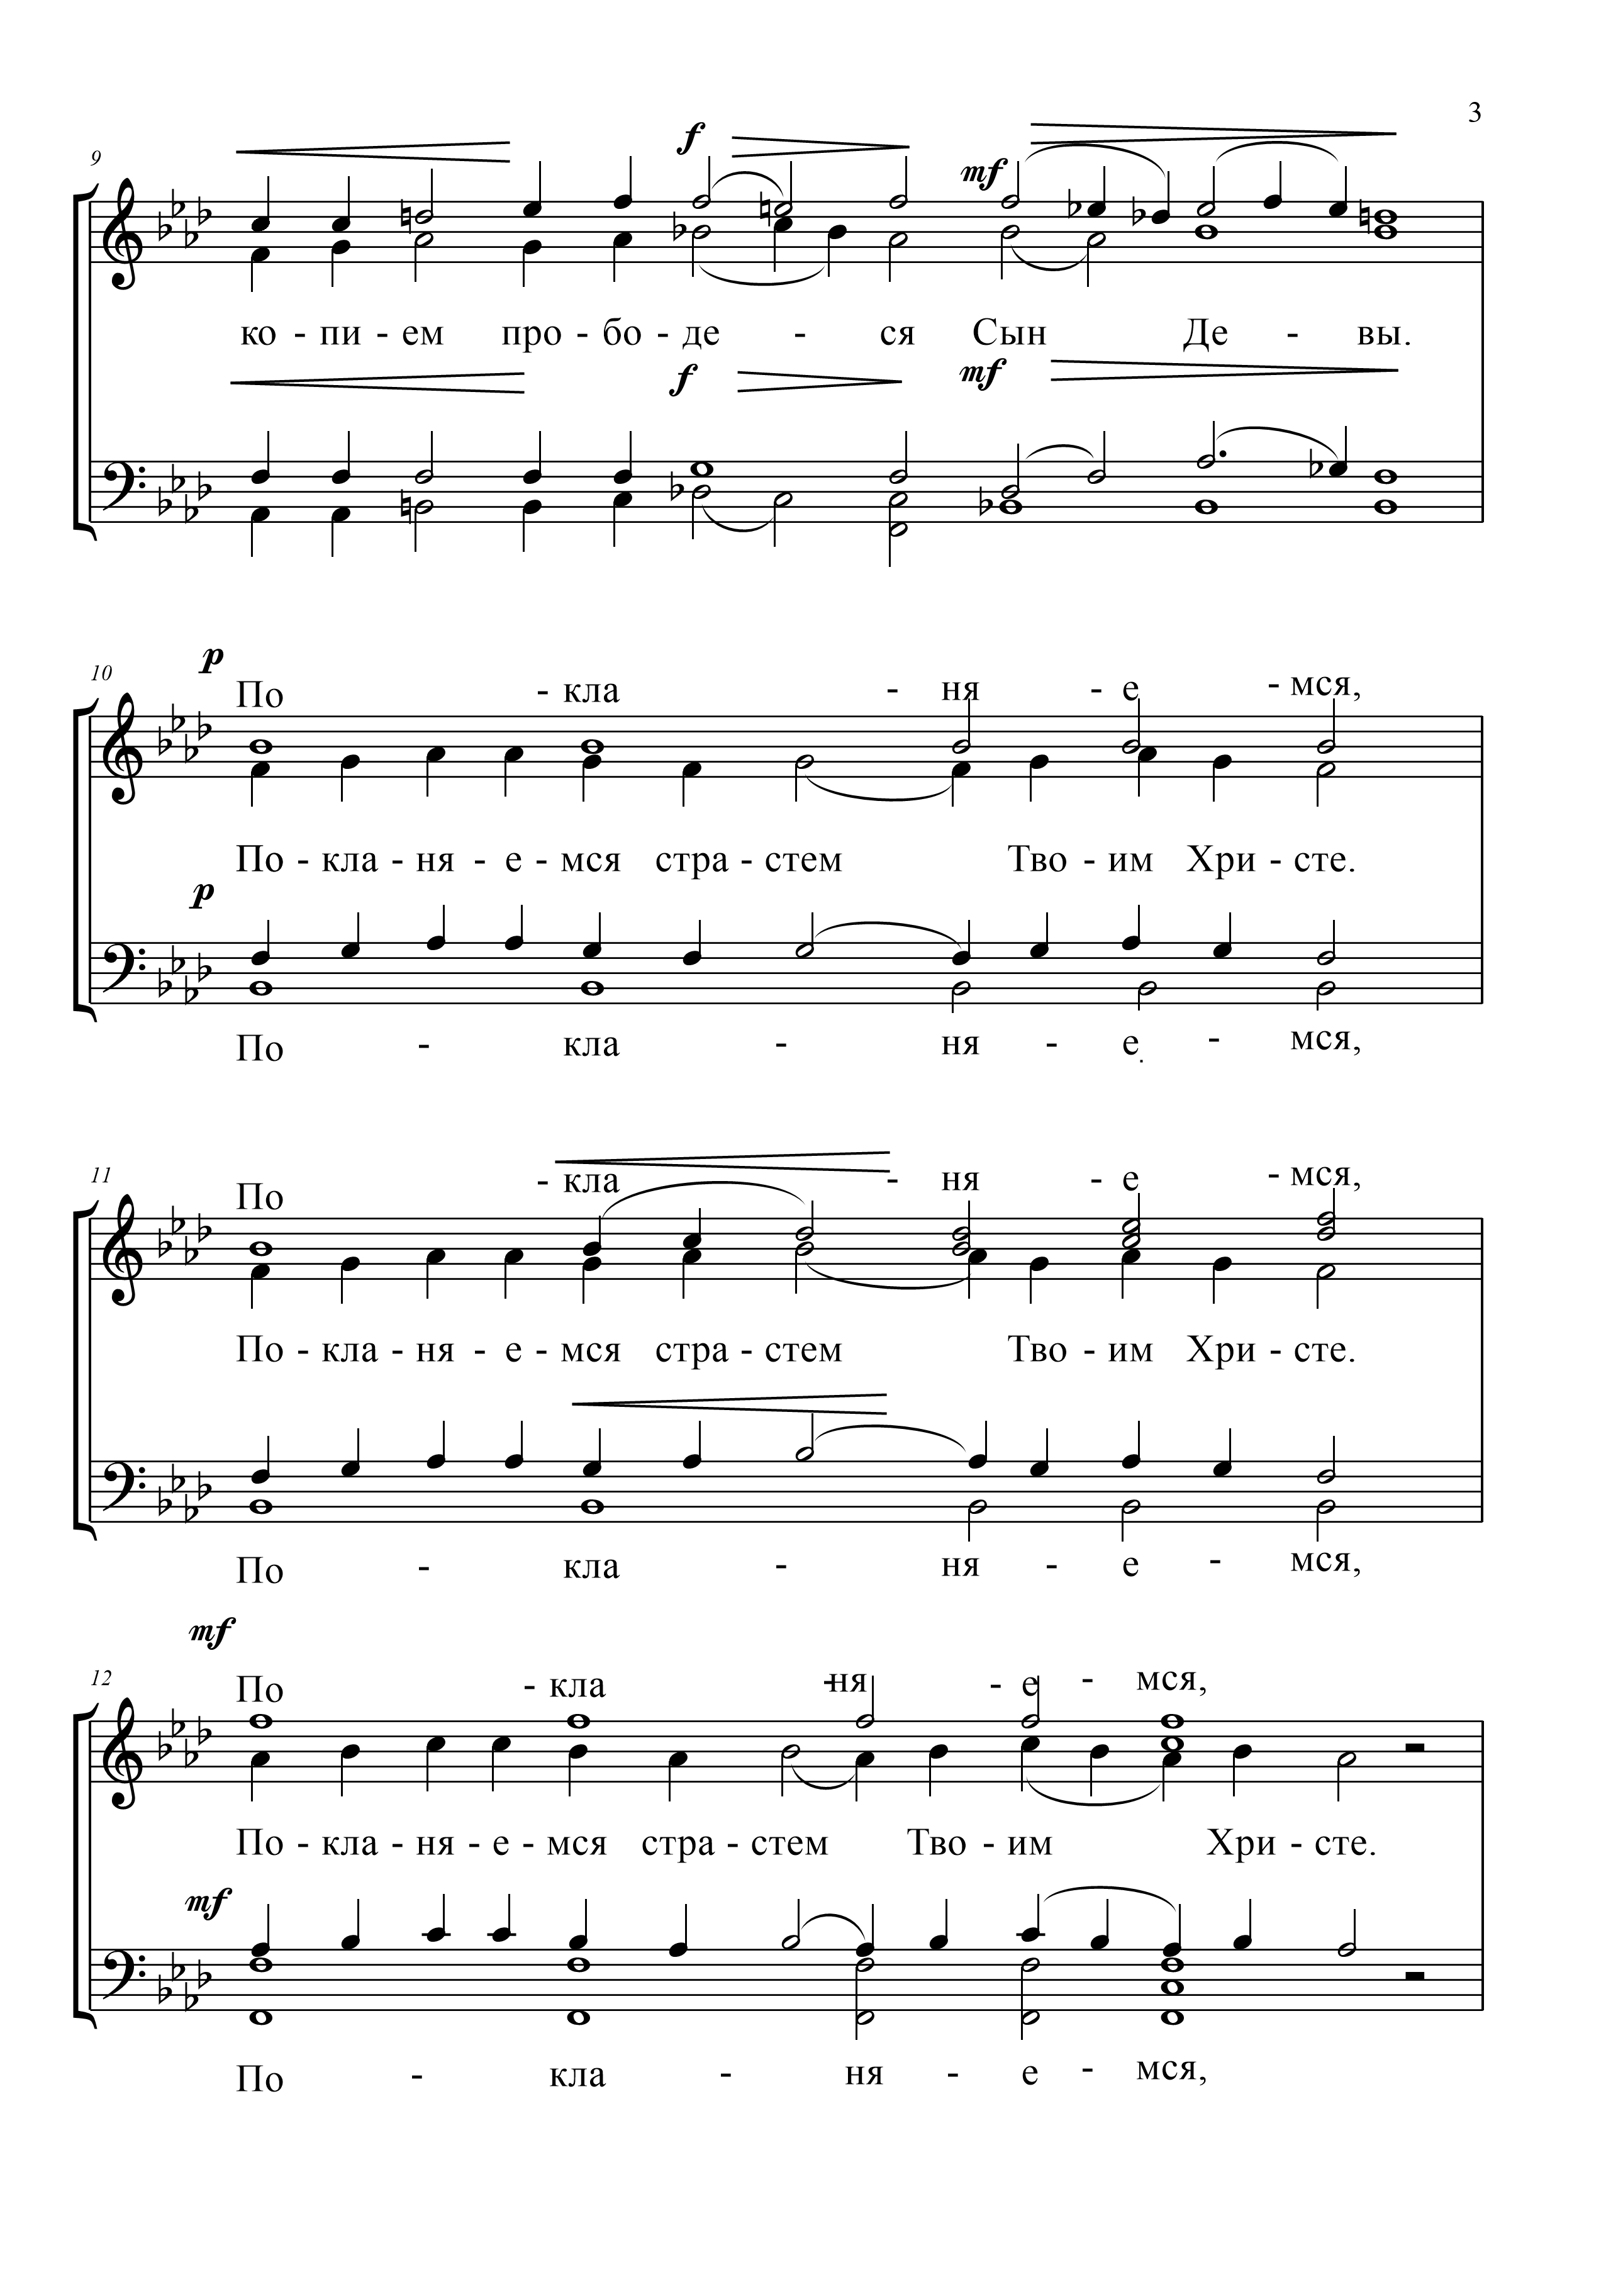 3
9
f
mf
ко - пи - ем про - бо - де - ся Сын Де - вы.
f mf
p
10
По - кла - ня - е - мся,
По - кла - ня - е - мся стра - стем Тво - им Хри - сте.
p
По - кла - ня - е - мся,
11
По - кла - ня - е - мся,
По - кла - ня - е - мся стра - стем Тво - им Хри - сте.
По - кла - ня - е - мся,
mf
12
По - кла - ня - е - мся,
По - кла - ня - е - мся стра - стем Тво - им Хри - сте.
mf
По - кла - ня - е - мся,